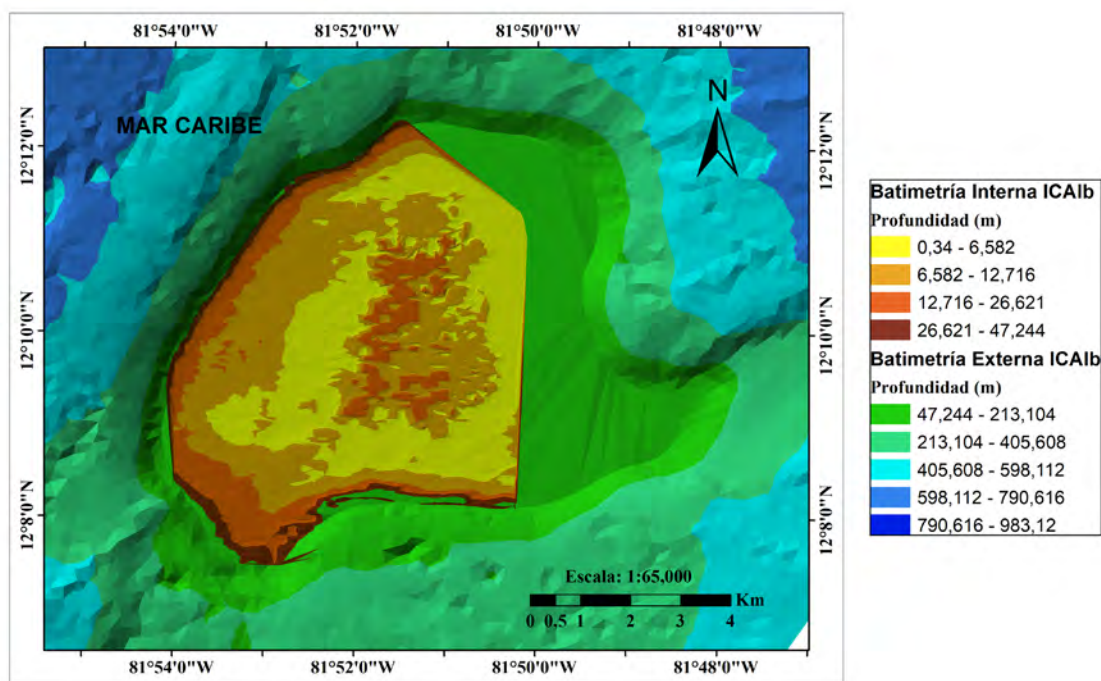 81°54'0"W 81°52'0"W 81°50'0"W 81°48'0"W
MAR CARIBE
N
12°12'0"N
12°10'0"N
12°8'0"N
12°12'0"N
12°10'0"N
12°8'0"N
Escala: 1:65,000
Km
0 0,5 1 2 3 4
81°54'0"W 81°52'0"W 81°50'0"W 81°48'0"W
Batimetría Interna ICAlb
Profundidad (m)
0,34 - 6,582
6,582 - 12,716
12,716 - 26,621
26,621 - 47,244
Batimetría Externa ICAlb
Profundidad (m)
47,244 - 213,104
213,104 - 405,608
405,608 - 598,112
598,112 - 790,616
790,616 - 983,12